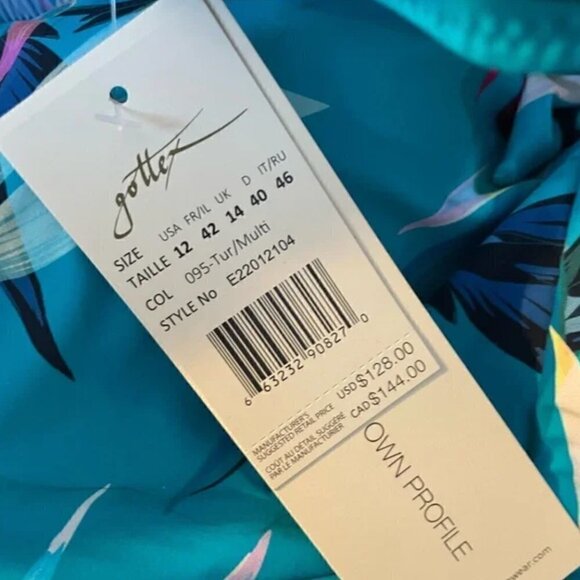 gottex
SIZE USA FR/IL UK D IT/RU
TAILLE 12 42 14 40 46
COL 095-Tur/Multi
STYLE No E22012104
6 63232 90827 0
MANUFACTURER'S
SUGGESTED RETAIL PRICE USD$128.00
COÛT AU DÉTAIL SUGGÉRÉ
PAR LE MANUFACTURIER CAD$144.00
OWN PROFILE
wear.com